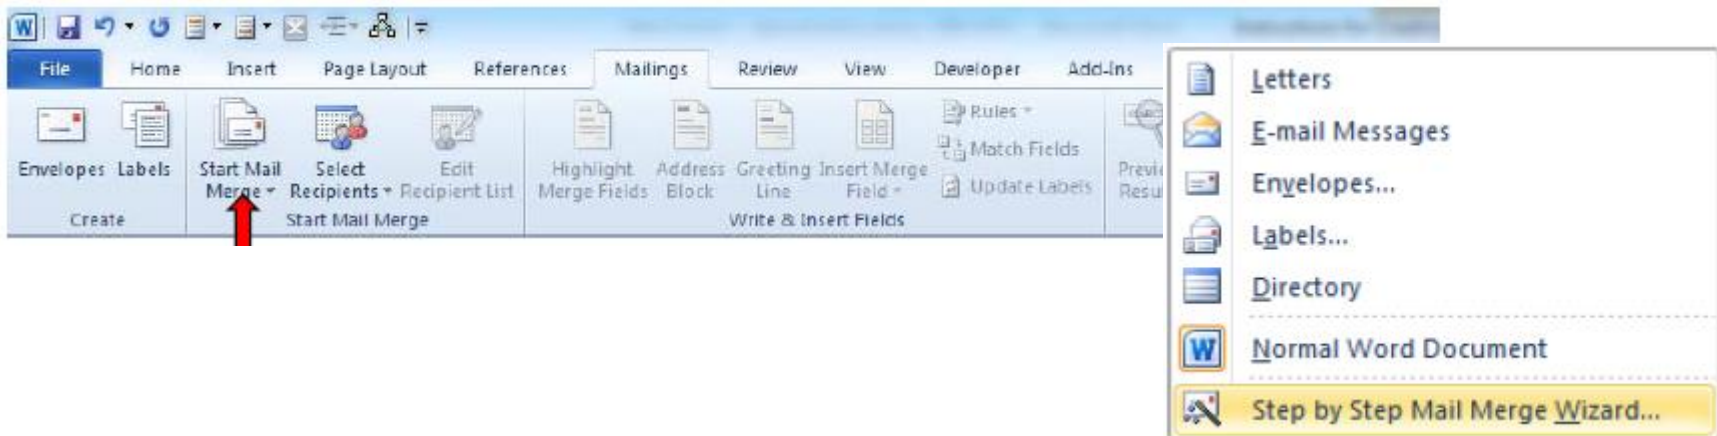 File Home Insert Page Layout References Mailings Review View Developer Add-Ins
Envelopes Labels Start Mail Merge Select Recipients Edit Recipient List Highlight Merge Fields Address Block Greeting Line Insert Merge Field Rules Match Fields Update Labels
Create Start Mail Merge Write & Insert Fields
Letters
E-mail Messages
Envelopes...
Labels...
Directory
Normal Word Document
Step by Step Mail Merge Wizard...